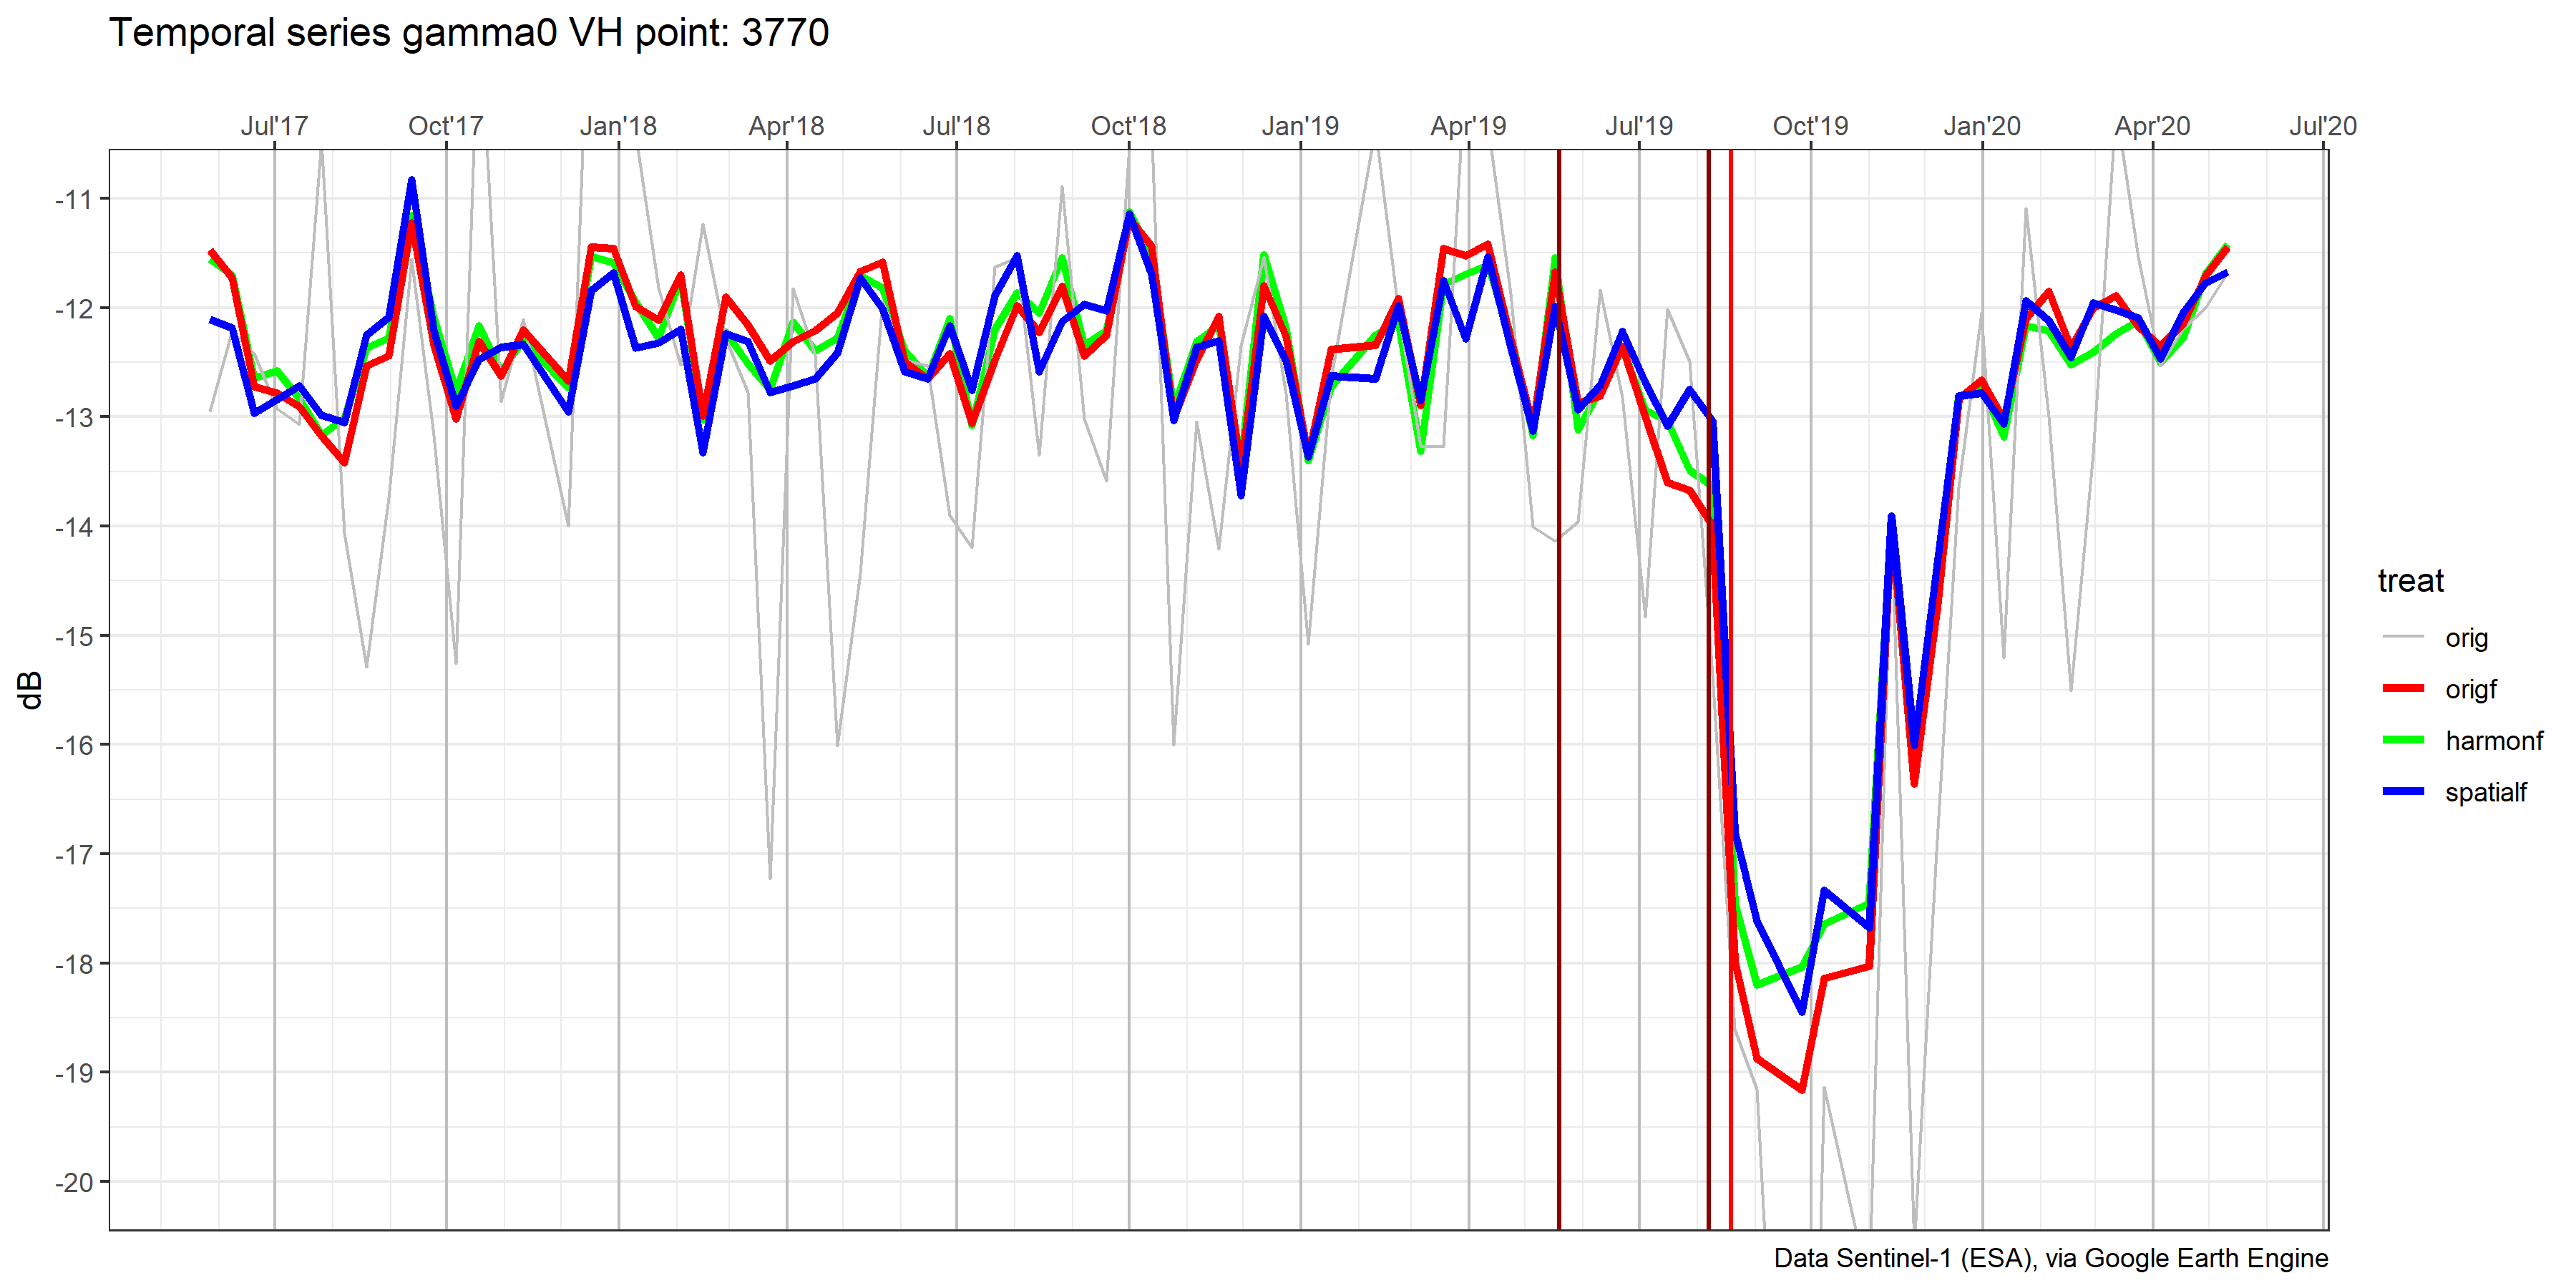 Temporal series gamma0 VH point: 3770
Jul'17 Oct'17 Jan'18 Apr'18 Jul'18 Oct'18 Jan'19 Apr'19 Jul'19 Oct'19 Jan'20 Apr'20 Jul'20
-11
-12
-13
-14
-15
-16
-17
-18
-19
-20
dB
treat
orig
origf
harmonf
spatialf
Data Sentinel-1 (ESA), via Google Earth Engine